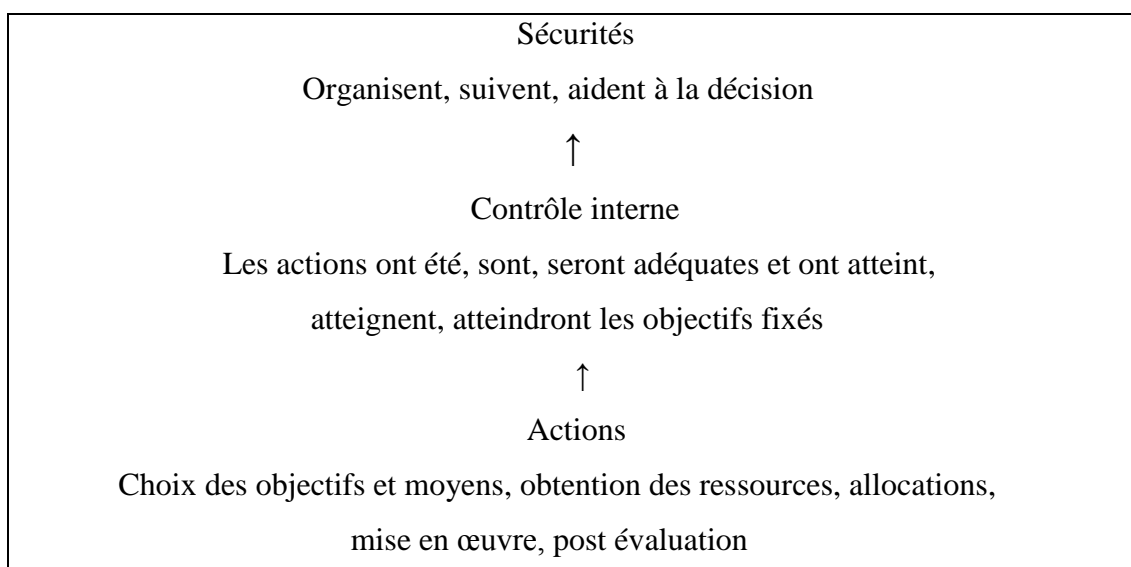 Sécurités
Organisent, suivent, aident à la décision
↑
Contrôle interne
Les actions ont été, sont, seront adéquates et ont atteint,
atteignent, atteindront les objectifs fixés
↑
Actions
Choix des objectifs et moyens, obtention des ressources, allocations,
mise en œuvre, post évaluation